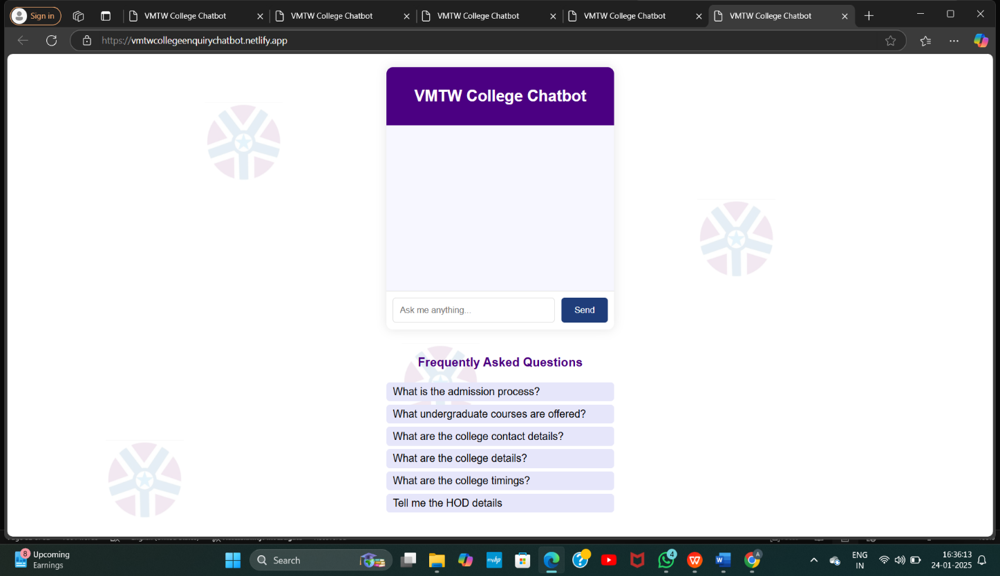 Sign in
VMTW College Chatbot
VMTW College Chatbot
VMTW College Chatbot
VMTW College Chatbot
VMTW College Chatbot
https://vmtwcollegeenquirychatbot.netlify.app
VMTW College Chatbot
Ask me anything...
Send
Frequently Asked Questions
What is the admission process?
What undergraduate courses are offered?
What are the college contact details?
What are the college details?
What are the college timings?
Tell me the HOD details
8
Upcoming
Earnings
Search
myhp
4
A
ENG
IN
16:36:13
24-01-2025